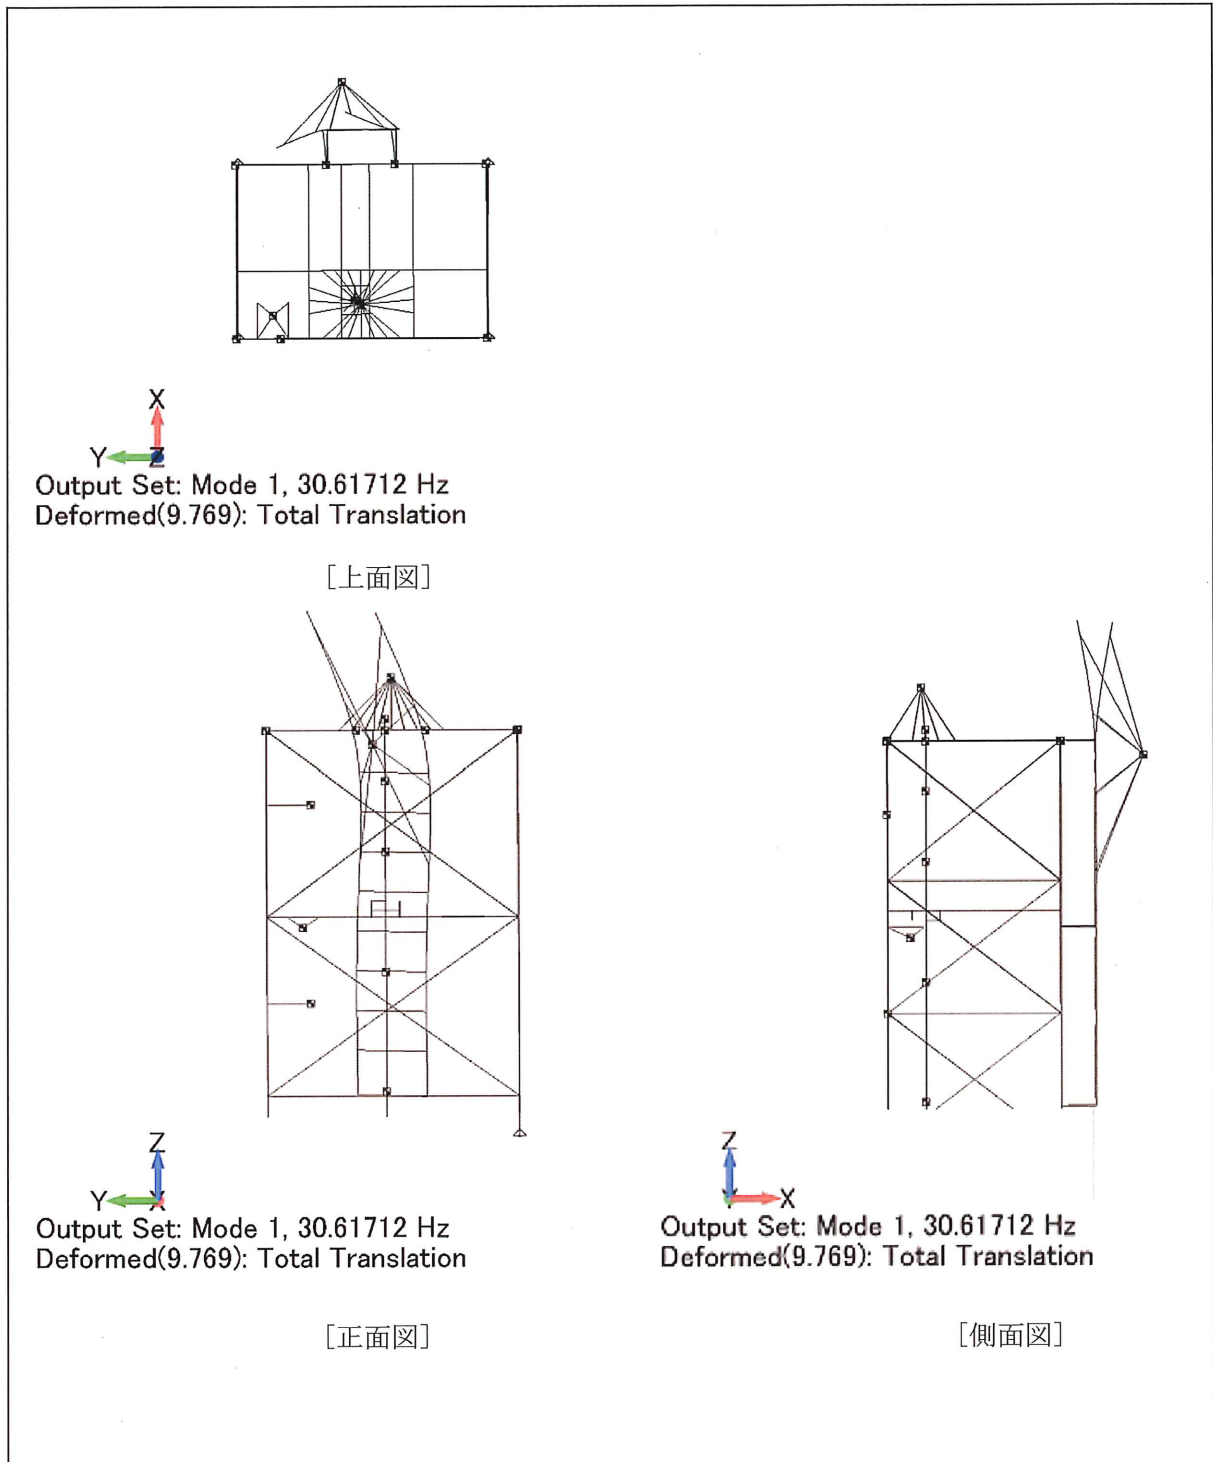 X
Y Z
Output Set: Mode 1, 30.61712 Hz
Deformed(9.769): Total Translation
[上面図]
Z
Y X
Output Set: Mode 1, 30.61712 Hz
Deformed(9.769): Total Translation
[正面図]
Z
Y X
Output Set: Mode 1, 30.61712 Hz
Deformed(9.769): Total Translation
[側面図]